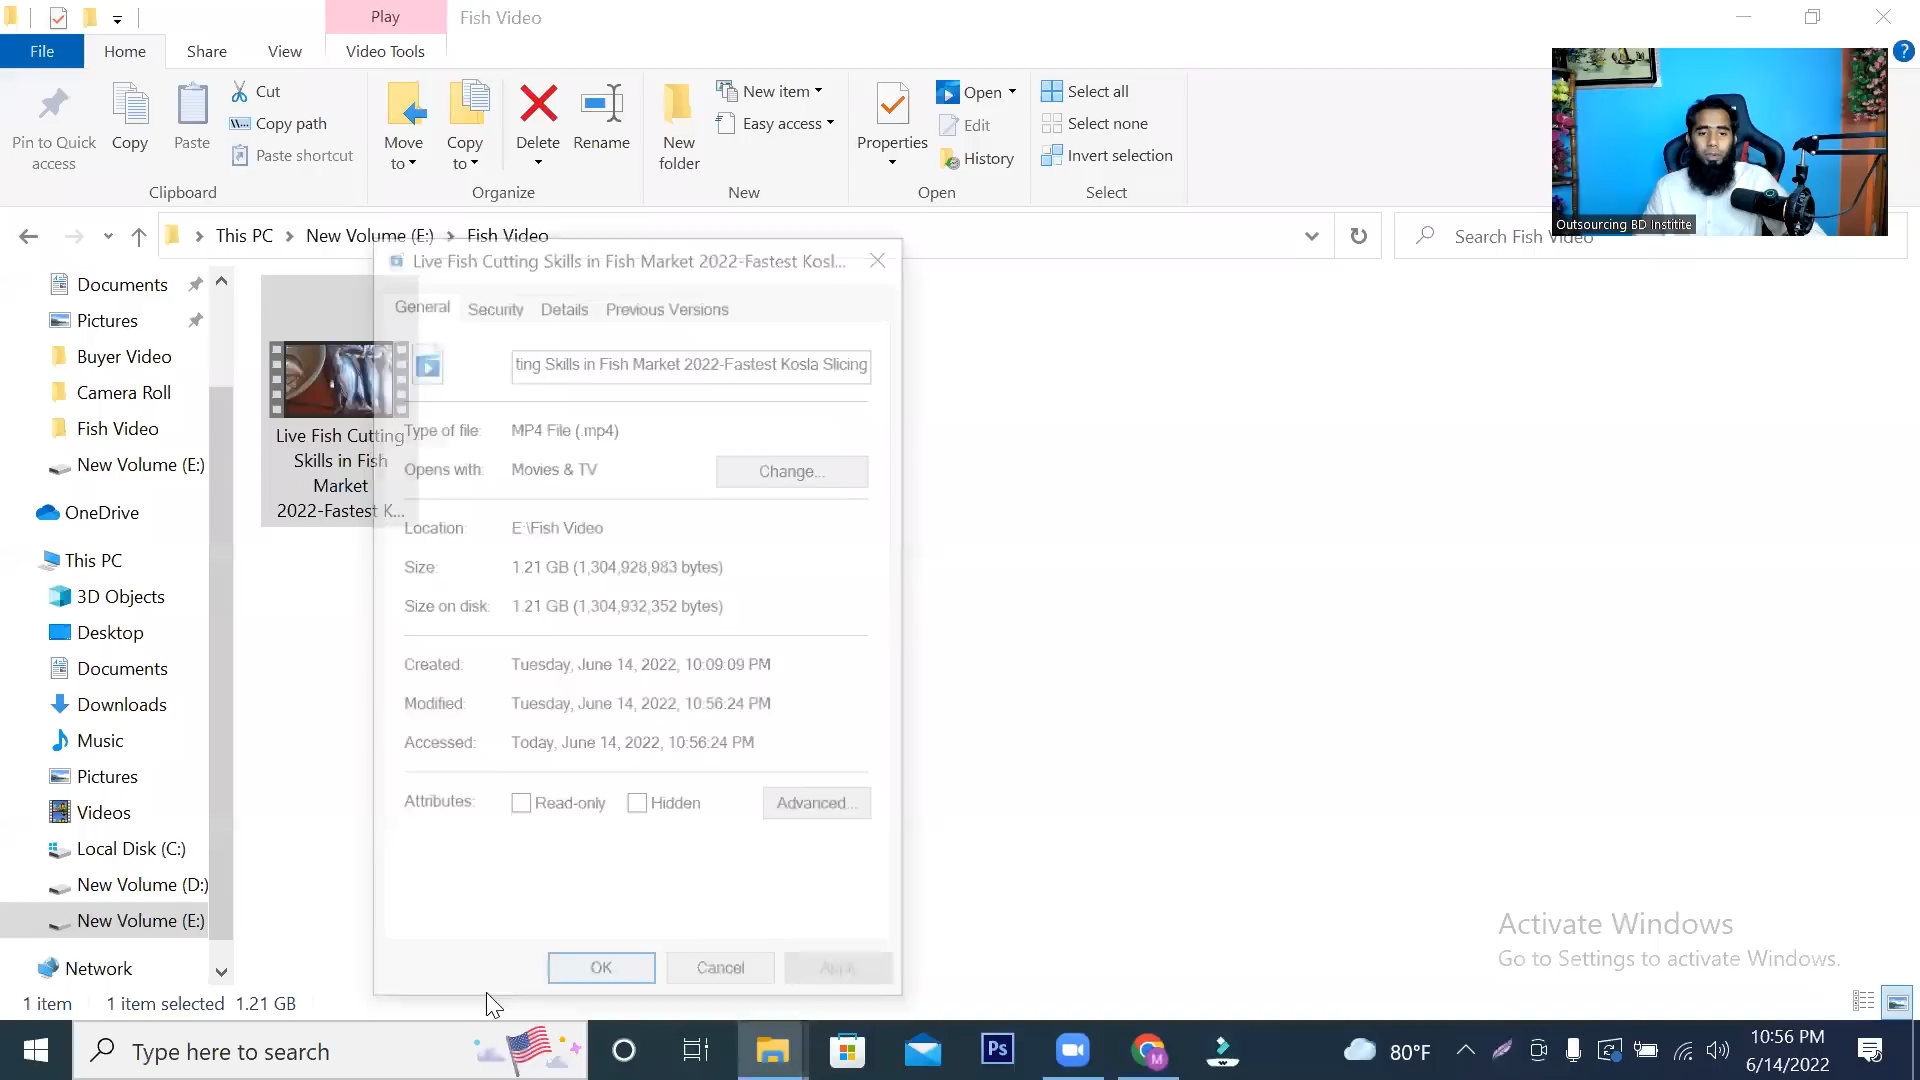 Play
Fish Video
File
Home
Share
View
Video Tools
Pin to Quick access
Copy
Paste
Cut
Copy path
Paste shortcut
Clipboard
Move to
Copy to
Delete
Rename
Organize
New folder
New item
Easy access
New
Properties
Open
Edit
History
Open
Select all
Select none
Invert selection
Select
Outsourcing BD Institite
This PC
New Volume (E:)
Fish Video
Search Fish Video
Documents
Pictures
Buyer Video
Camera Roll
Fish Video
New Volume (E:)
OneDrive
This PC
3D Objects
Desktop
Documents
Downloads
Music
Pictures
Videos
Local Disk (C:)
New Volume (D:)
New Volume (E:)
Network
Live Fish Cutting
Skills in Fish
Market
2022-Fastest K...
Live Fish Cutting Skills in Fish Market 2022-Fastest Kosl...
General
Security
Details
Previous Versions
ting Skills in Fish Market 2022-Fastest Kosla Slicing
Type of file: MP4 File (.mp4)
Opens with: Movies & TV
Change...
Location: E:\Fish Video
Size: 1.21 GB (1,304,928,983 bytes)
Size on disk: 1.21 GB (1,304,932,352 bytes)
Created: Tuesday, June 14, 2022, 10:09:09 PM
Modified: Tuesday, June 14, 2022, 10:56:24 PM
Accessed: Today, June 14, 2022, 10:56:24 PM
Attributes: Read-only Hidden
Advanced...
OK
Cancel
Apply
Activate Windows
Go to Settings to activate Windows.
1 item
1 item selected 1.21 GB
Type here to search
Ps
M
80°F
10:56 PM
6/14/2022